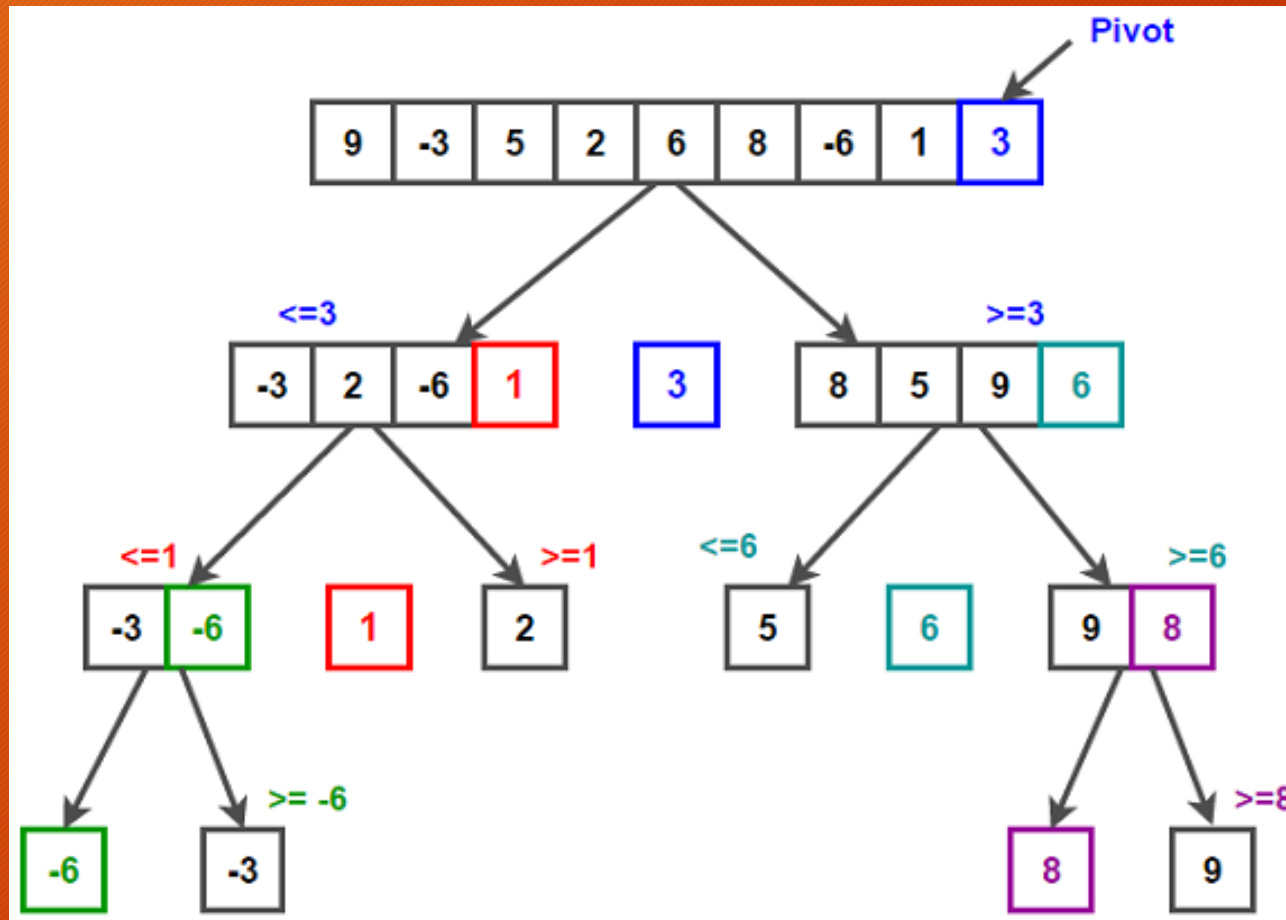 Pivot
9 -3 5 2 6 8 -6 1 3
<=3 >=3
-3 2 -6 1 3 8 5 9 6
<=1 >=1 <=6 >=6
-3 -6 1 2 5 6 9 8
>= -6 >=8
-6 -3 8 9